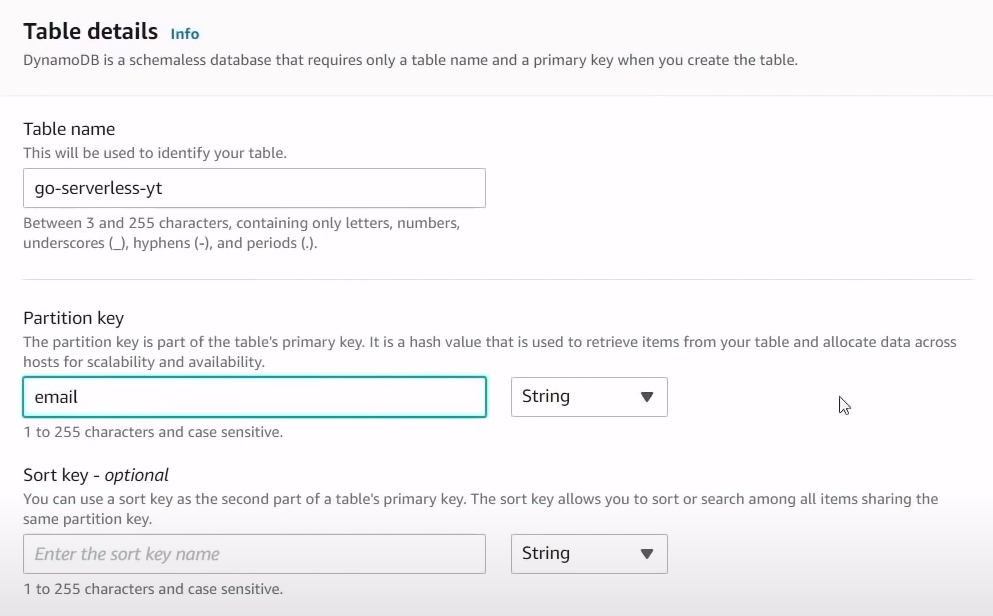 Table details Info
DynamoDB is a schemaless database that requires only a table name and a primary key when you create the table.
Table name
This will be used to identify your table.
go-serverless-yt
Between 3 and 255 characters, containing only letters, numbers,
underscores (_), hyphens (-), and periods (.).
Partition key
The partition key is part of the table's primary key. It is a hash value that is used to retrieve items from your table and allocate data across
hosts for scalability and availability.
email String
1 to 255 characters and case sensitive.
Sort key - optional
You can use a sort key as the second part of a table's primary key. The sort key allows you to sort or search among all items sharing the
same partition key.
Enter the sort key name String
1 to 255 characters and case sensitive.